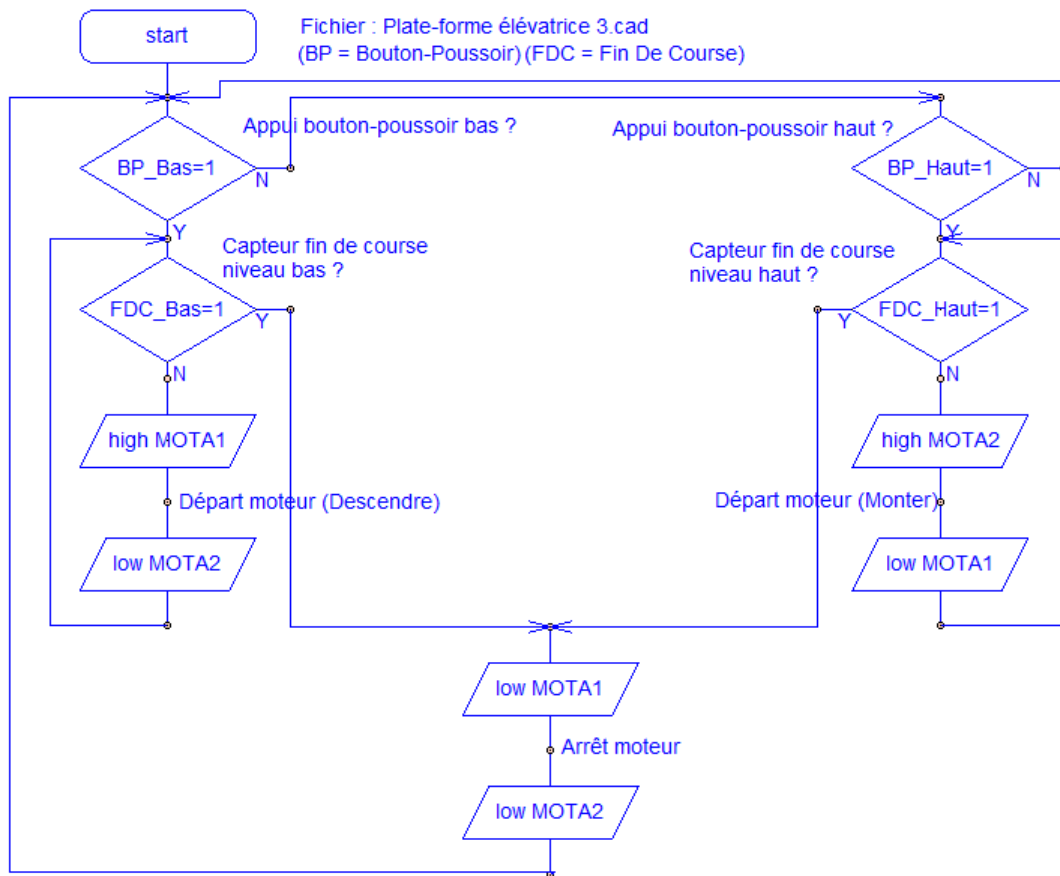 start
Fichier : Plate-forme élévatrice 3.cad
(BP = Bouton-Poussoir) (FDC = Fin De Course)
Appui bouton-poussoir bas ?
Appui bouton-poussoir haut ?
BP_Bas=1
N
Y
BP_Haut=1
N
Y
Capteur fin de course
niveau bas ?
Capteur fin de course
niveau haut ?
FDC_Bas=1
Y
N
FDC_Haut=1
Y
N
high MOTA1
high MOTA2
Départ moteur (Descendre)
Départ moteur (Monter)
low MOTA2
low MOTA1
low MOTA1
Arrêt moteur
low MOTA2